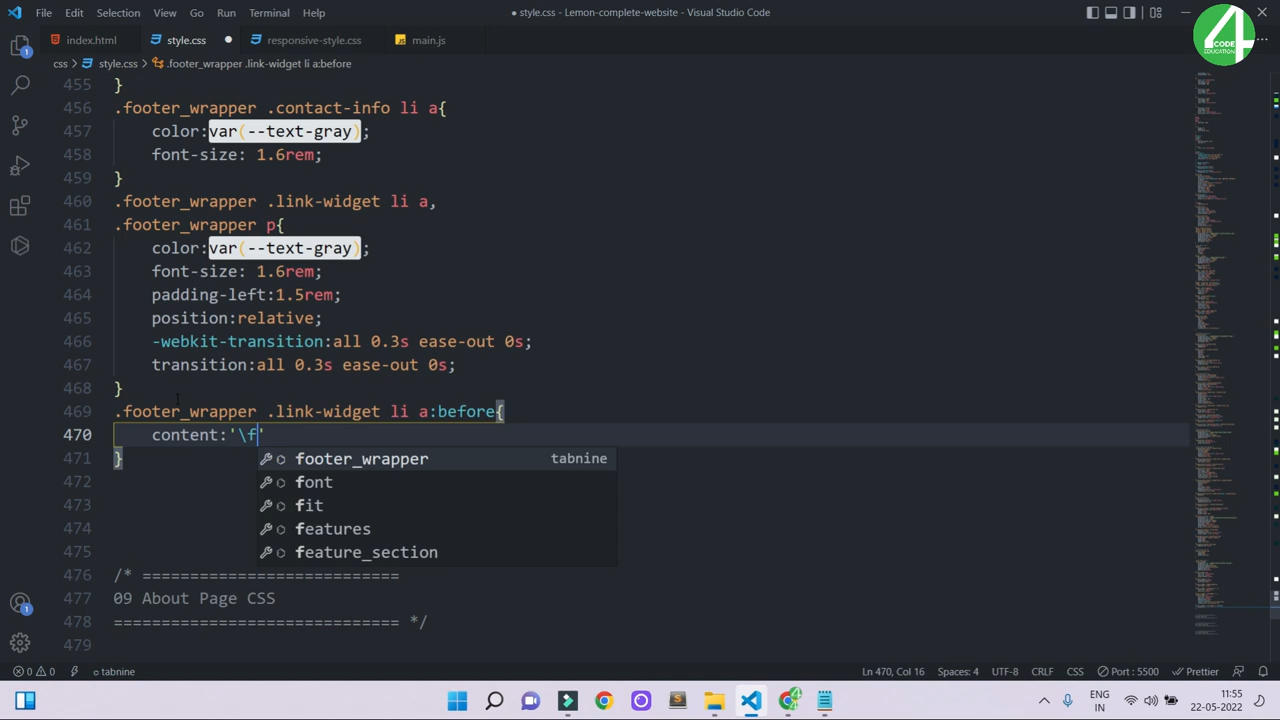 File Edit Selection View Go Run Terminal Help
style.css - Lemon-complete-website - Visual Studio Code
4
CODE
EDUCATION
index.html style.css responsive-style.css main.js
css > style.css > .footer_wrapper .link-widget li a:before
455 }
456 .footer_wrapper .contact-info li a{
457 color:var(--text-gray);
458 font-size: 1.6rem;
459 }
460 .footer_wrapper .link-widget li a,
461 .footer_wrapper p{
462 color:var(--text-gray);
463 font-size: 1.6rem;
464 padding-left:1.5rem;
465 position:relative;
466 -webkit-transition:all 0.3s ease-out 0s;
467 transition:all 0.3s ease-out 0s;
468 }
469 .footer_wrapper .link-widget li a:before{
470 content:'\f'
471 }
footer_wrapper tabnine
472 font
473 fit
474 features
475 feature_section
476 /* ===========================
477 09 About Page CSS
478 =========================== */
479
0 0 tabnine Ln 470, Col 16 Spaces: 4 UTF-8 CRLF CSS Port : 5500 Prettier
ENG
IN
11:55
22-05-2022